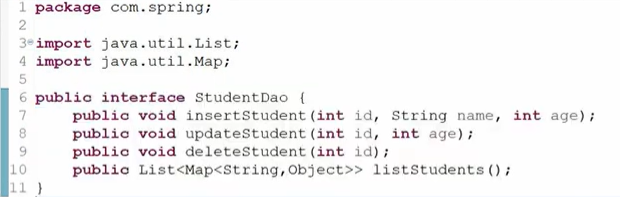 1 package com.spring;
2
3 import java.util.List;
4 import java.util.Map;
5
6 public interface StudentDao {
7     public void insertStudent(int id, String name, int age);
8     public void updateStudent(int id, int age);
9     public void deleteStudent(int id);
10     public List<Map<String,Object>> listStudents();
11 }